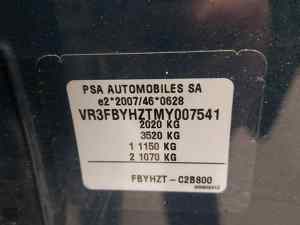 PSA AUTOMOBILES SA
e2*2007/46*0628
VR3FBYHZTMY007541
2020 KG
3520 KG
1 1150 KG
2 1070 KG
FBYHZT - C2B800